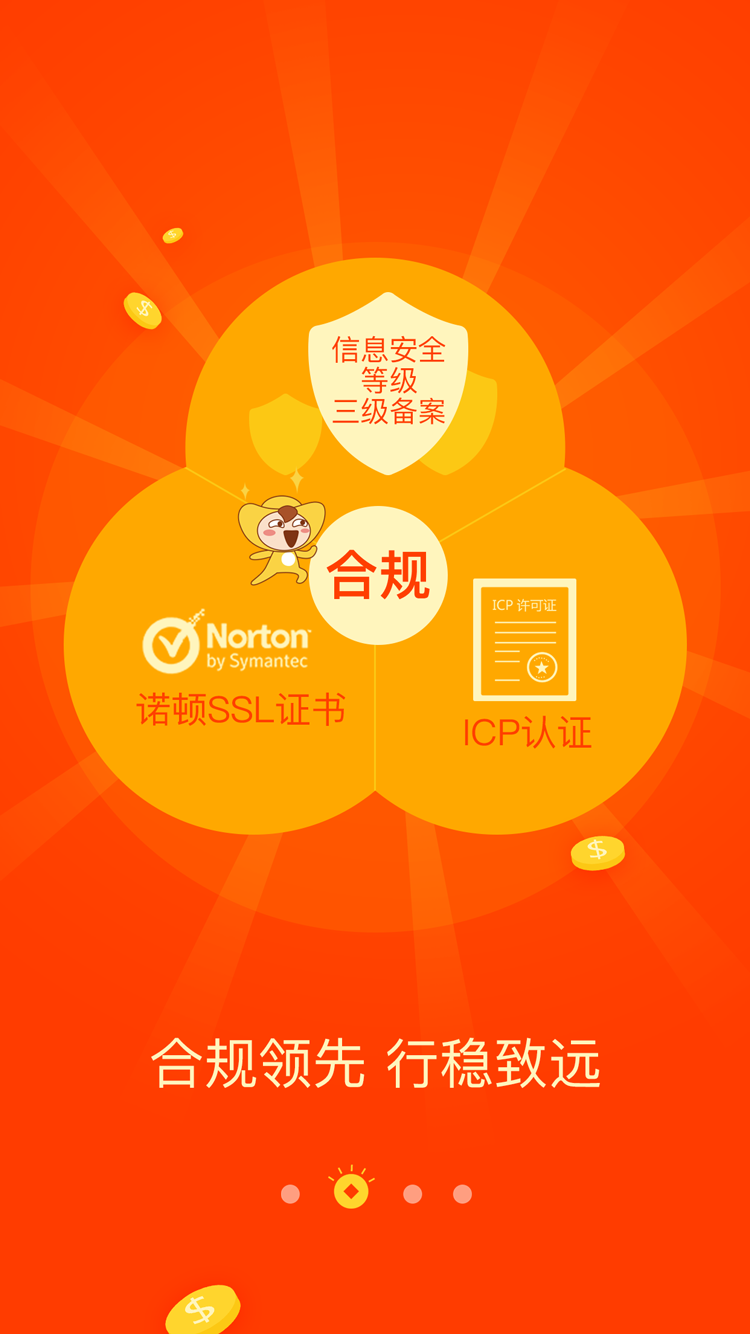 信息安全
等级
三级备案
合规
ICP 许可证
Norton
by Symantec
诺顿SSL证书
ICP认证
合规领先 行稳致远